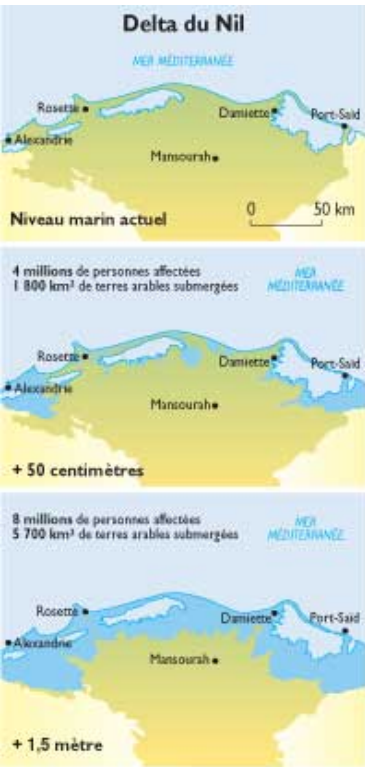 Delta du Nil
MER MÉDITERRANÉE
Rosette
Damiette
Port-Saïd
Alexandrie
Mansourah
Niveau marin actuel
0 50 km
4 millions de personnes affectées
1 800 km² de terres arables submergées
MER
MÉDITERRANÉE
Rosette
Damiette
Port-Saïd
Alexandrie
Mansourah
+ 50 centimètres
8 millions de personnes affectées
5 700 km² de terres arables submergées
MER
MÉDITERRANÉE
Rosette
Damiette
Port-Saïd
Alexandrie
Mansourah
+ 1,5 mètre